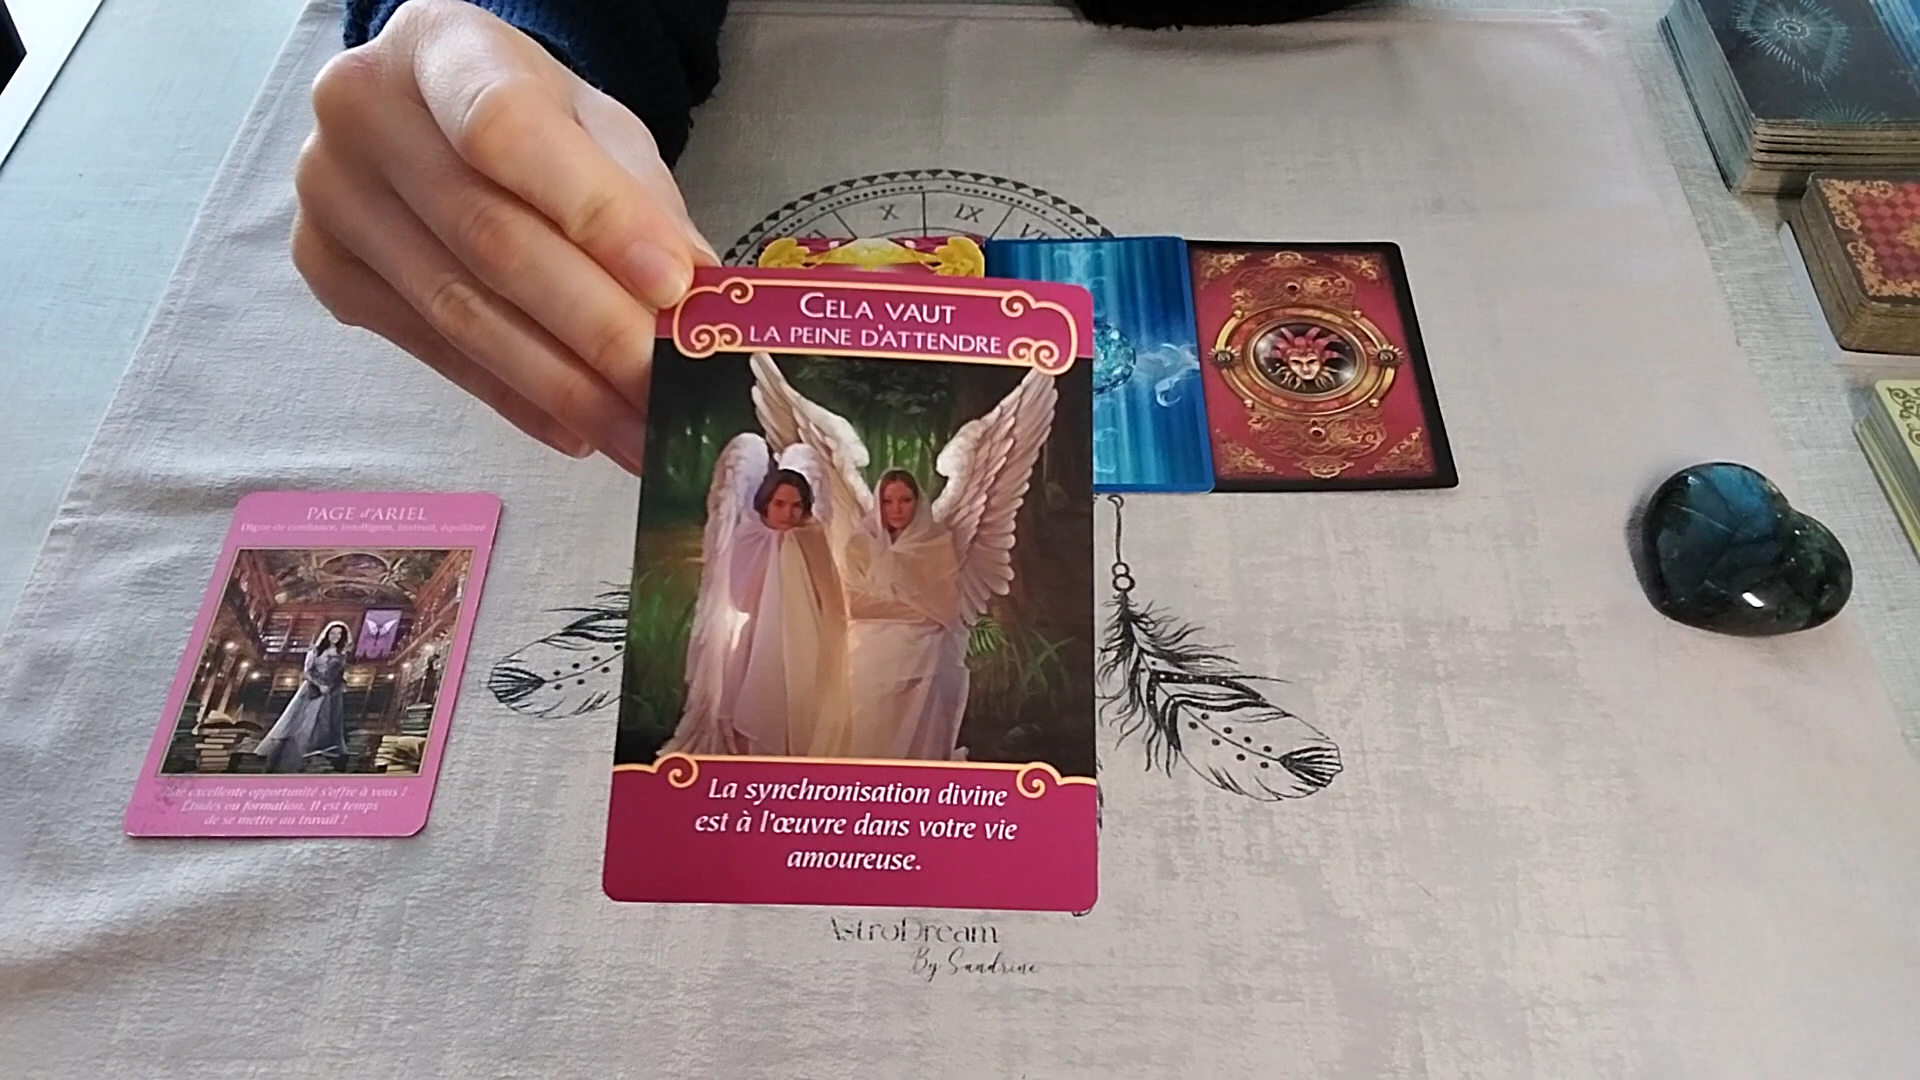 X IX
CELA VAUT
LA PEINE D'ATTENDRE
PAGE d'ARIEL
Digne de confiance, intelligent, instruit, équilibré
excellente opportunité s'offre à vous !
Études ou formation. Il est temps
de se mettre au travail !
La synchronisation divine
est à l'œuvre dans votre vie
amoureuse.
AstroDream
By Sandrine